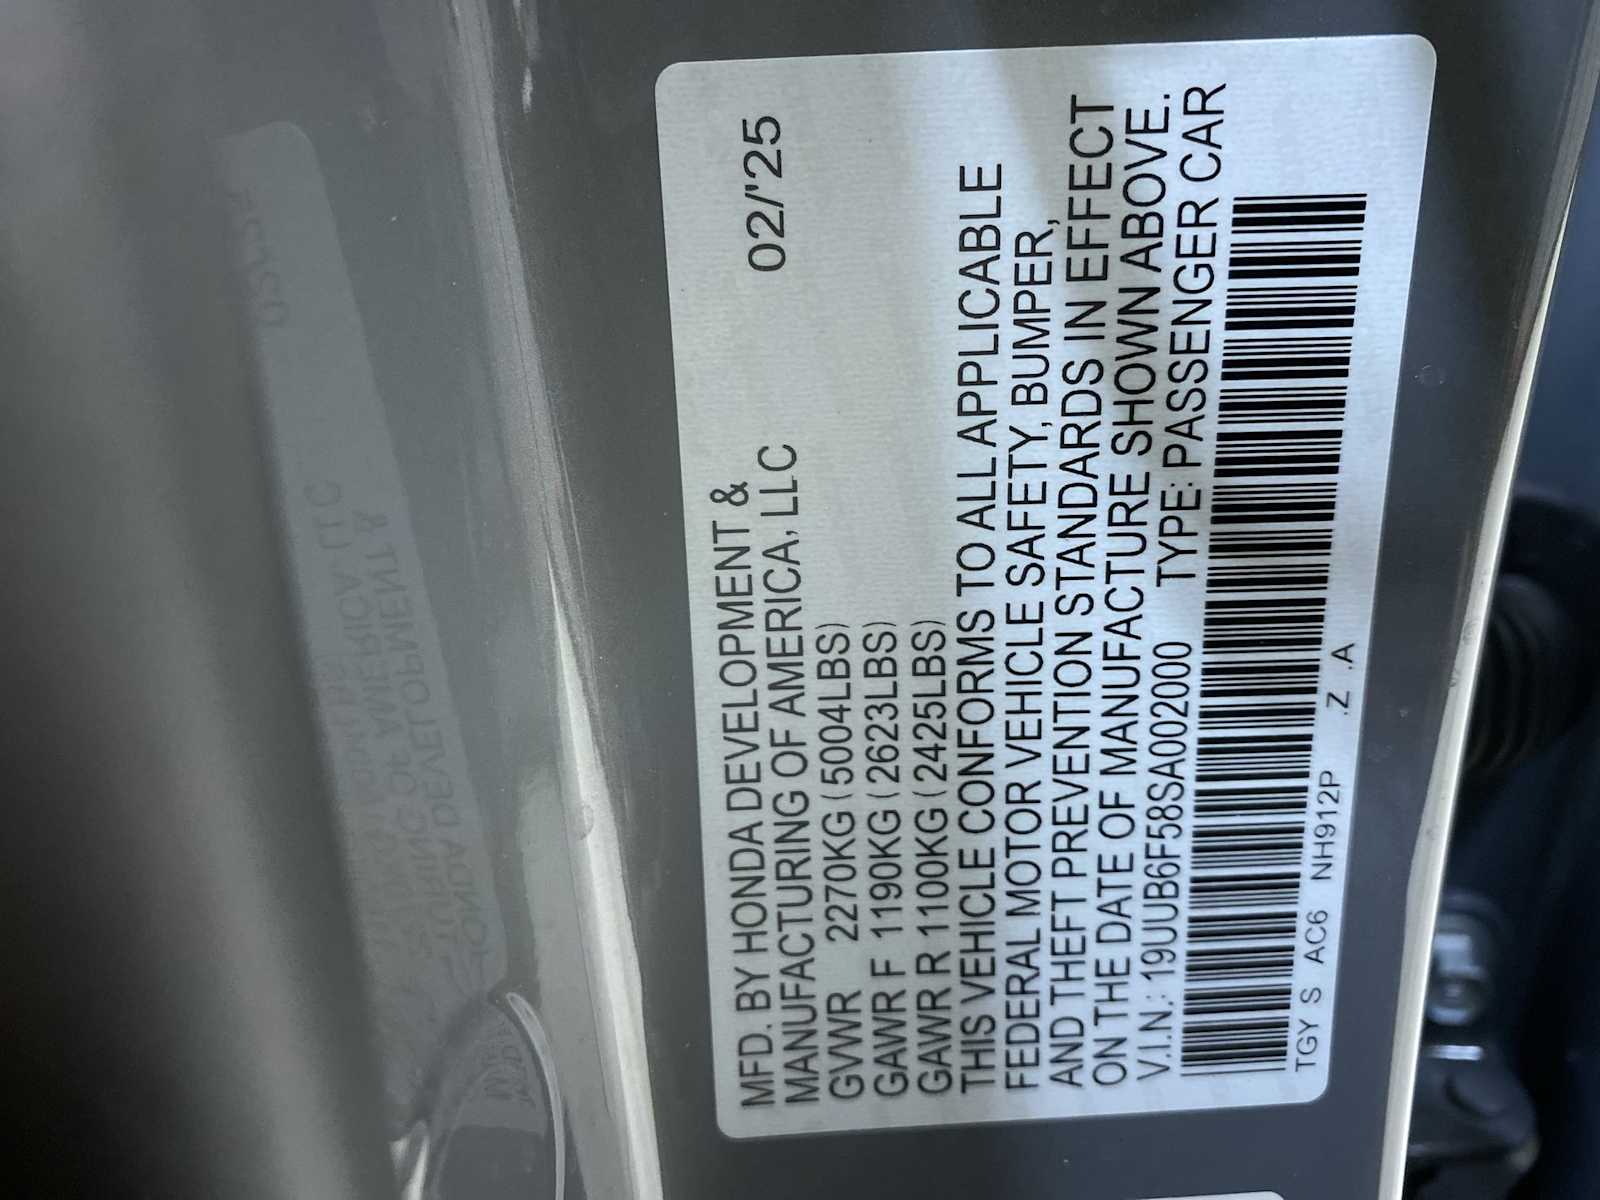 MFD. BY HONDA DEVELOPMENT &
MANUFACTURING OF AMERICA, LLC 02/'25
GVWR 2270KG (5004LBS)
GAWR F 1190KG (2623LBS)
GAWR R 1100KG (2425LBS)
THIS VEHICLE CONFORMS TO ALL APPLICABLE
FEDERAL MOTOR VEHICLE SAFETY, BUMPER,
AND THEFT PREVENTION STANDARDS IN EFFECT
ON THE DATE OF MANUFACTURE SHOWN ABOVE.
V.I.N.: 19UUB6F58SA002000 TYPE: PASSENGER CAR
TGY S AC6 NH912P .Z .A